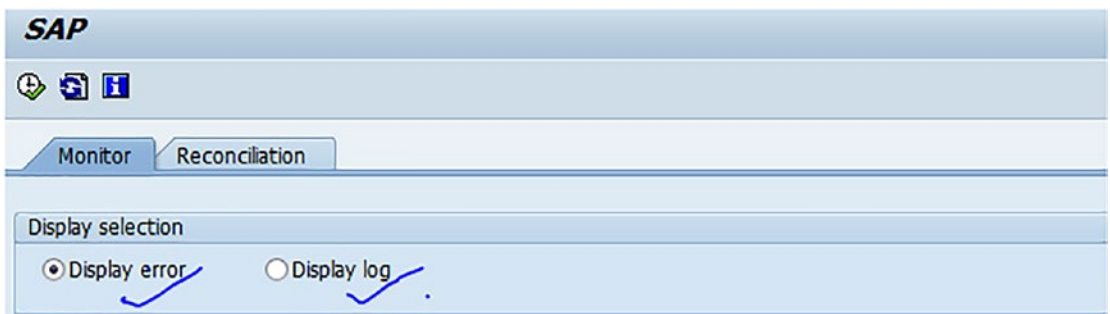 SAP
Monitor Reconciliation
Display selection
Display error Display log